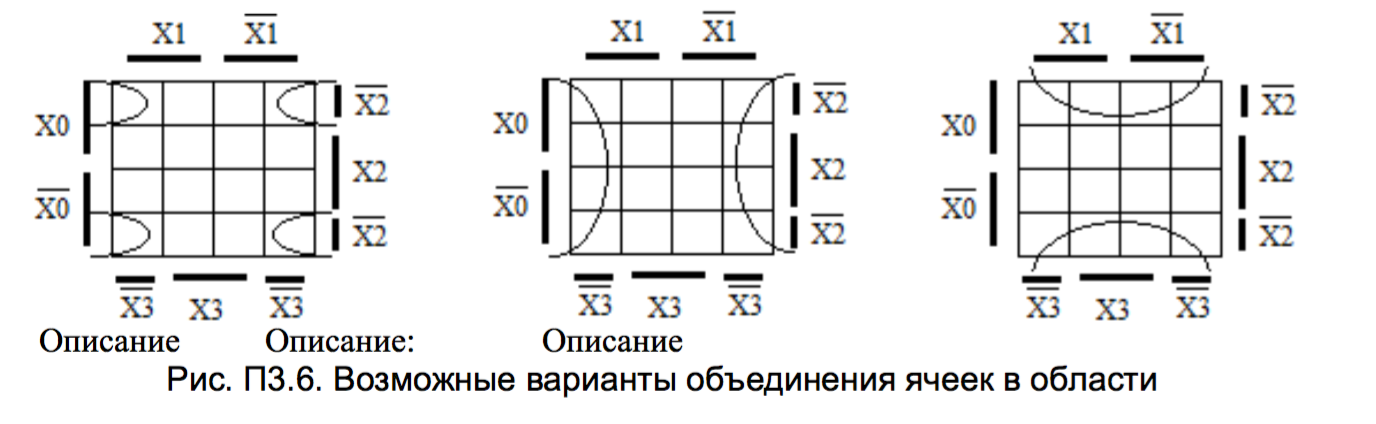 X1 X̅1̅ X1 X̅1̅ X1 X̅1̅
X̅2̅ X̅2̅ X̅2̅
X0 X0 X0
X2 X2 X2
X̅0̅ X̅0̅ X̅0̅
X̅2̅ X̅2̅ X̅2̅
X̅3̅ X3 X̅3̅ X̅3̅ X3 X̅3̅ X̅3̅ X3 X̅3̅
Описание Описание: Описание
Рис. П3.6. Возможные варианты объединения ячеек в области